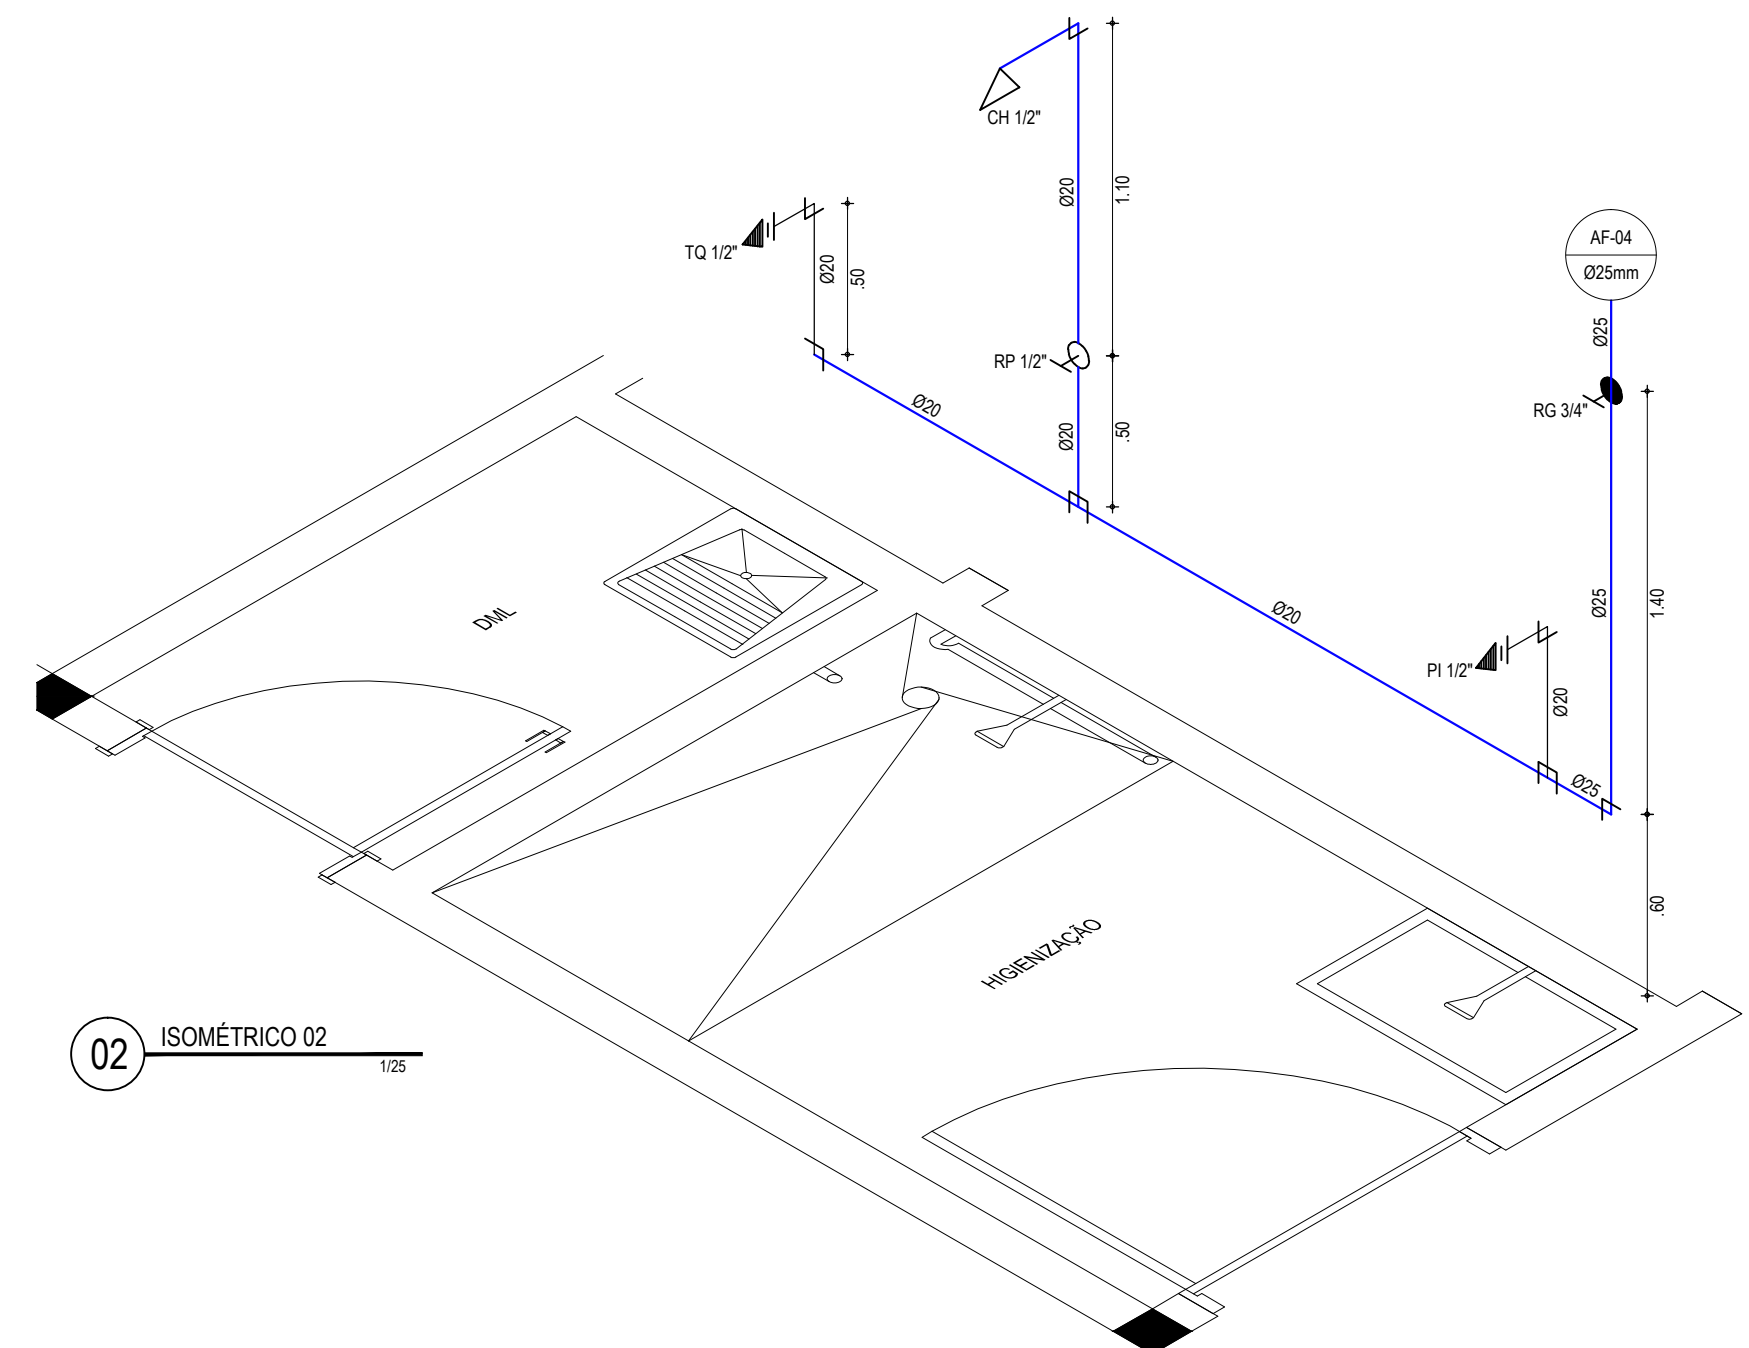 CH 1/2"
Ø20
1.10
TQ 1/2"
Ø20
.50
AF-04
Ø25mm
Ø25
RP 1/2"
RG 3/4"
Ø20
Ø20
.50
Ø25
1.40
Ø20
DML
PI 1/2"
Ø20
Ø25
.60
HIGIENIZAÇÃO
02
ISOMÉTRICO 02
1/25